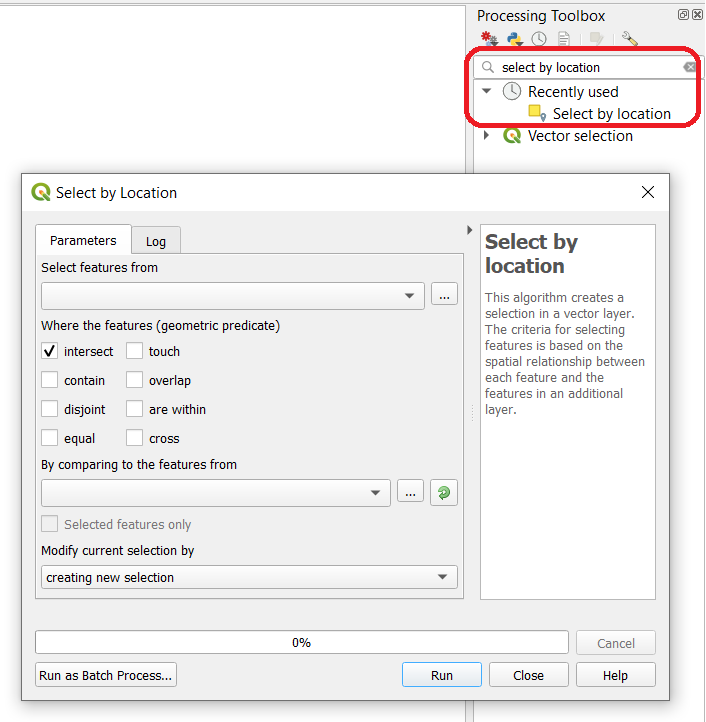 Processing Toolbox
select by location
Recently used
Select by location
Vector selection
Select by Location
Parameters
Log
Select features from
...
Where the features (geometric predicate)
intersect
touch
contain
overlap
disjoint
are within
equal
cross
By comparing to the features from
...
Selected features only
Modify current selection by
creating new selection
Select by
location
This algorithm creates a
selection in a vector layer.
The criteria for selecting
features is based on the
spatial relationship between
each feature and the
features in an additional
layer.
0%
Cancel
Run as Batch Process...
Run
Close
Help